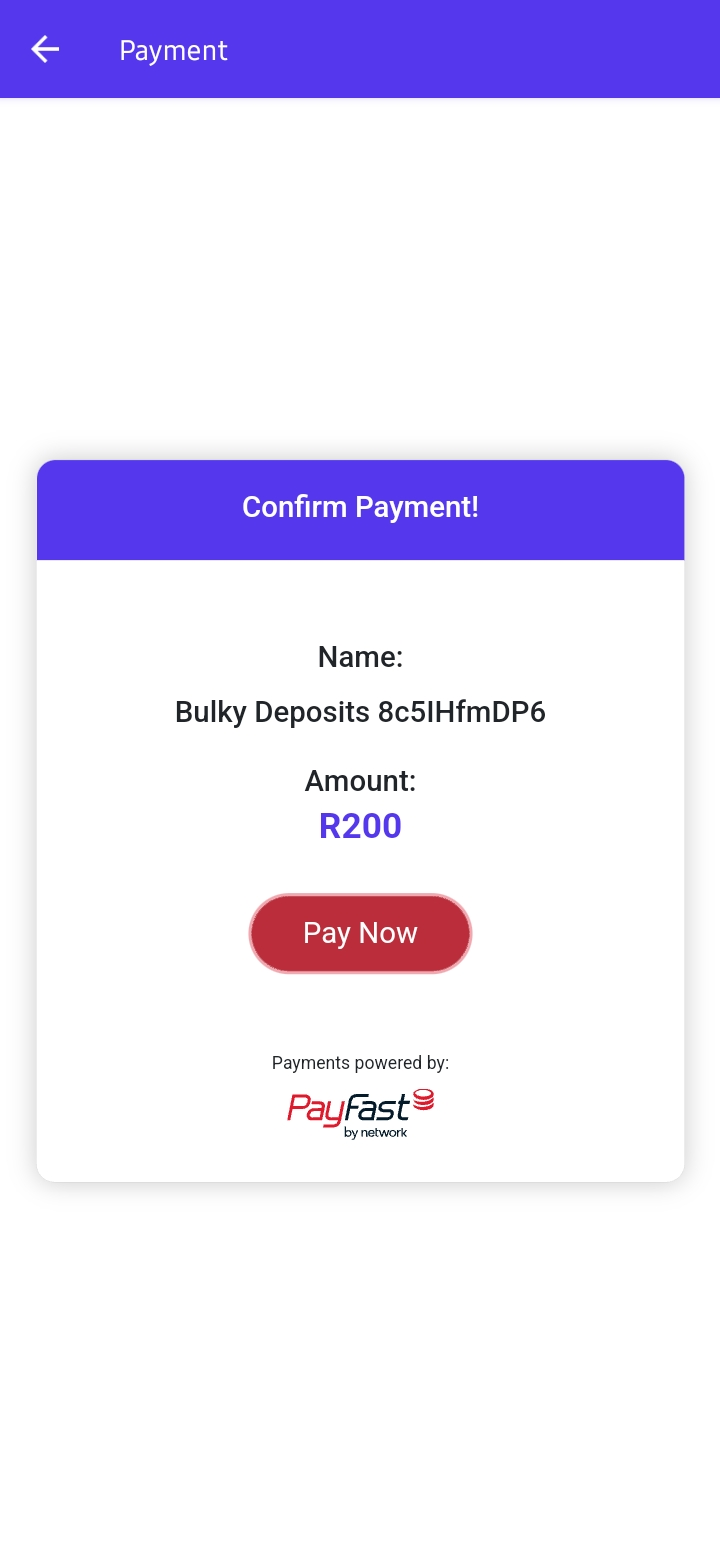 Payment
Confirm Payment!
Name:
Bulky Deposits 8c5IHfmDP6
Amount:
R200
Pay Now
Payments powered by:
PayFast
by network